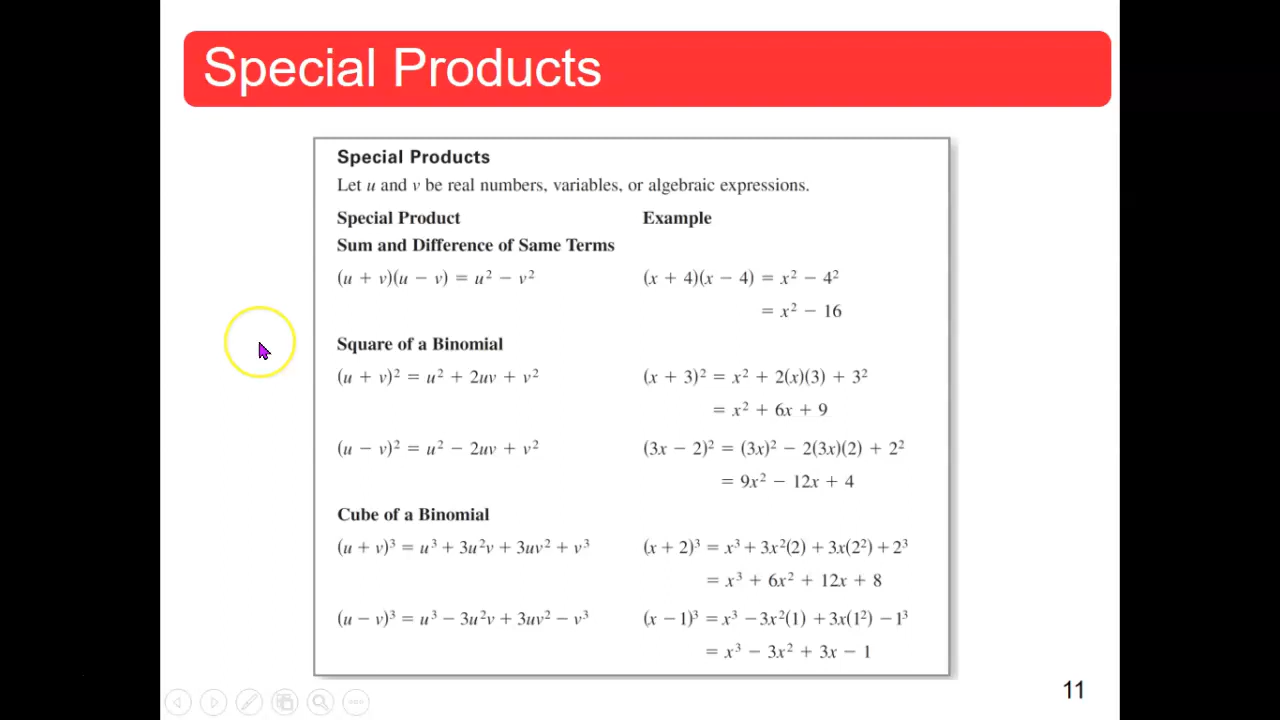 Special Products
Special Products
Let u and v be real numbers, variables, or algebraic expressions.
Special Product Example
Sum and Difference of Same Terms
(u + v)(u − v) = u² − v² (x + 4)(x − 4) = x² − 4²
= x² − 16
Square of a Binomial
(u + v)² = u² + 2uv + v² (x + 3)² = x² + 2(x)(3) + 3²
= x² + 6x + 9
(u − v)² = u² − 2uv + v² (3x − 2)² = (3x)² − 2(3x)(2) + 2²
= 9x² − 12x + 4
Cube of a Binomial
(u + v)³ = u³ + 3u²v + 3uv² + v³ (x + 2)³ = x³ + 3x²(2) + 3x(2²) + 2³
= x³ + 6x² + 12x + 8
(u − v)³ = u³ − 3u²v + 3uv² − v³ (x − 1)³ = x³ − 3x²(1) + 3x(1²) − 1³
= x³ − 3x² + 3x − 1
11